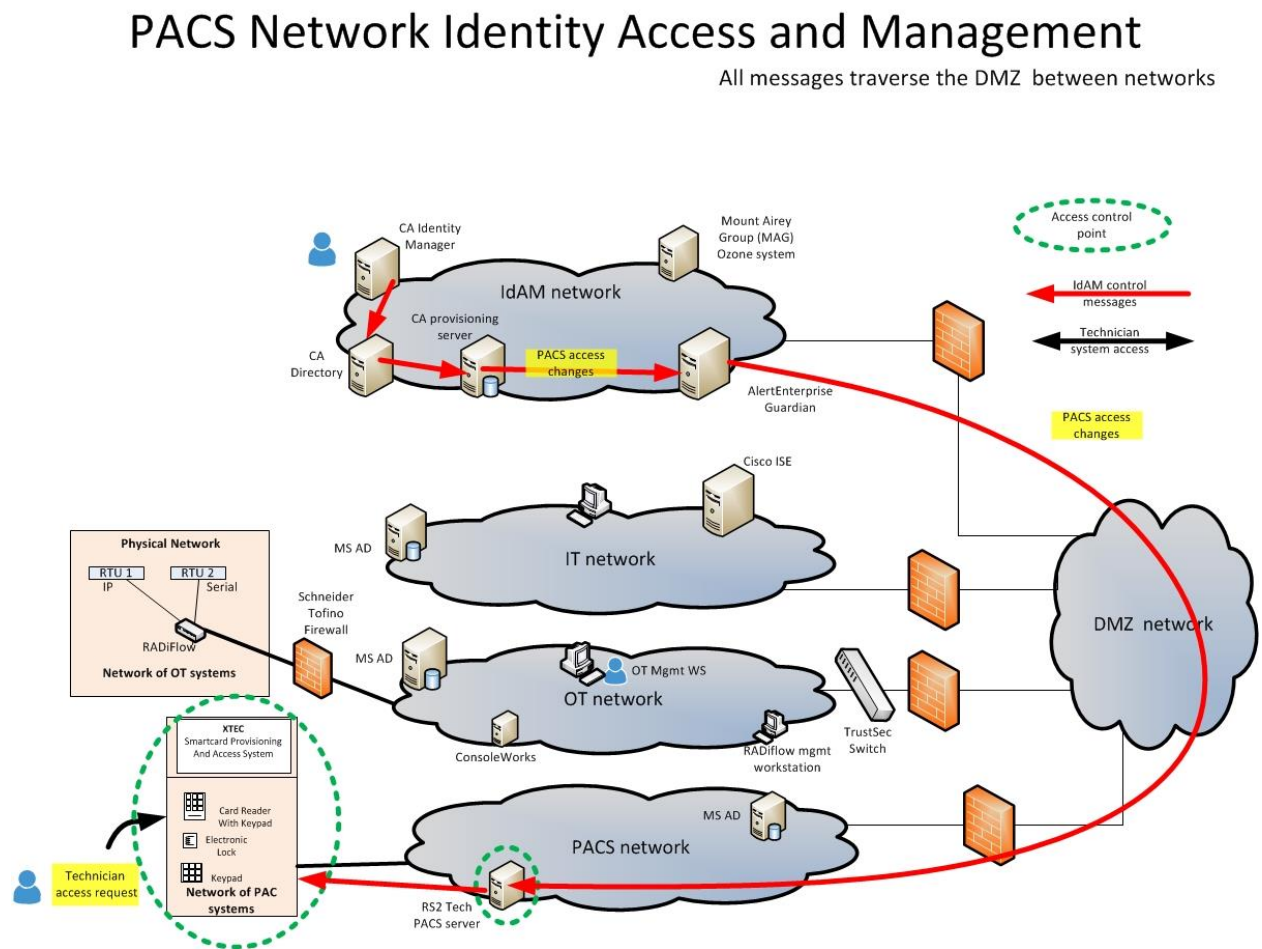 PACS Network Identity Access and Management
All messages traverse the DMZ between networks
CA Identity
Manager
Mount Airey
Group (MAG)
Ozone system
Access control
point
IdAM network
IdAM control
messages
CA provisioning
server
CA
Directory
PACS access
changes
Technician
system access
AlertEnterprise
Guardian
PACS access
changes
Cisco ISE
MS AD
IT network
Physical Network
RTU 1
RTU 2
IP
Serial
RADiFlow
Network of OT systems
Schneider
Tofino
Firewall
DMZ network
MS AD
OT Mgmt WS
OT network
ConsoleWorks
RADiflow mgmt
workstation
TrustSec
Switch
XTEC
Smartcard Provisioning
And Access System
Card Reader
With Keypad
Electronic
Lock
Keypad
Network of PAC
systems
Technician
access request
MS AD
PACS network
RS2 Tech
PACS server